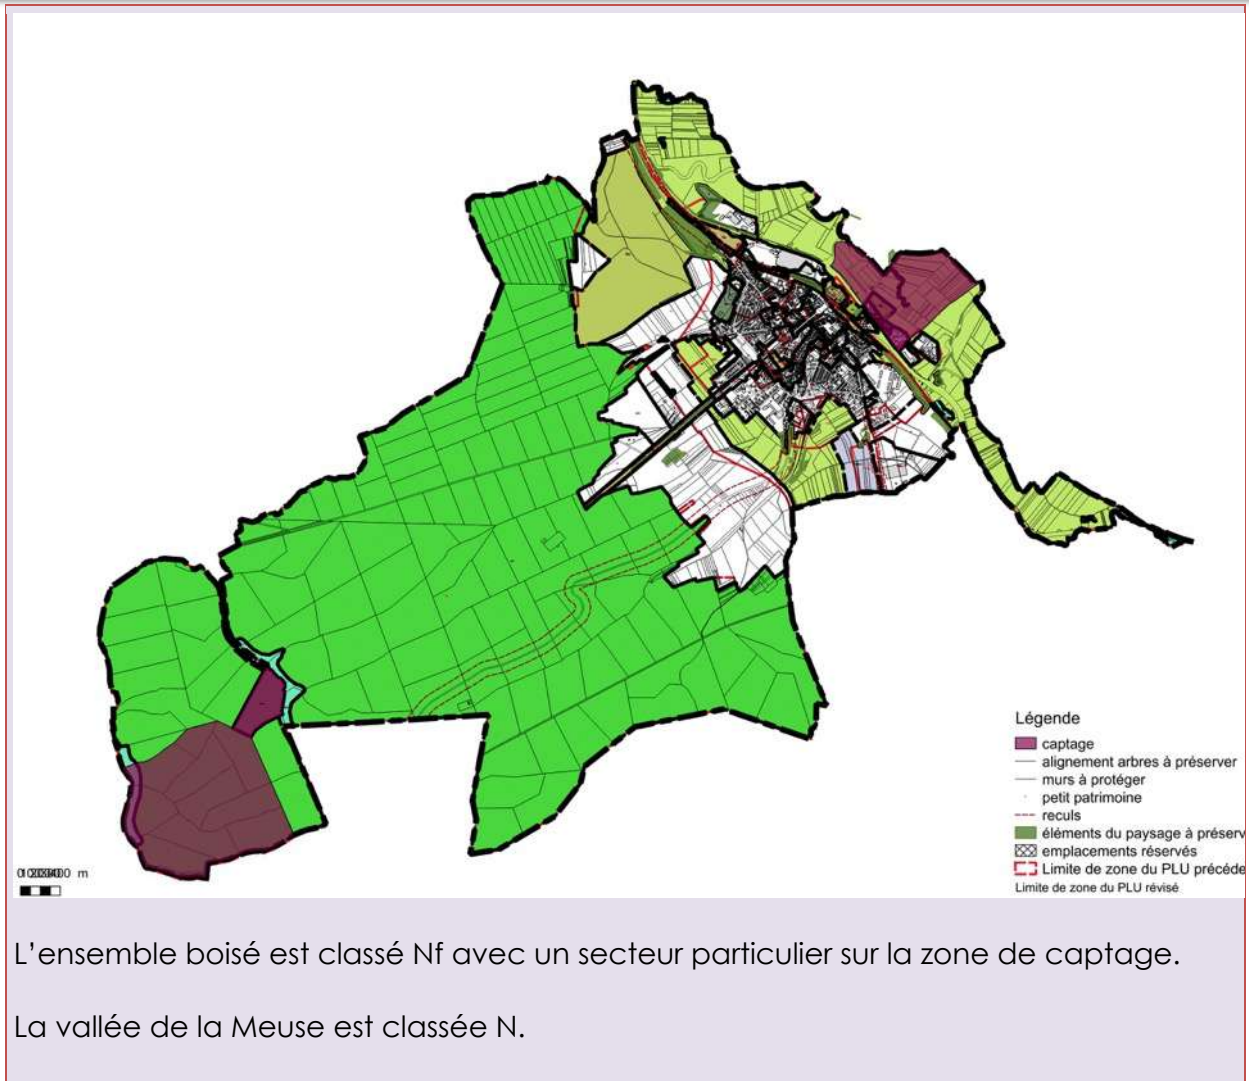 Légende
captage
alignement arbres à préserver
murs à protéger
petit patrimoine
reculs
éléments du paysage à préserv
emplacements réservés
Limite de zone du PLU précéde
Limite de zone du PLU révisé
m
L'ensemble boisé est classé Nf avec un secteur particulier sur la zone de captage.
La vallée de la Meuse est classée N.